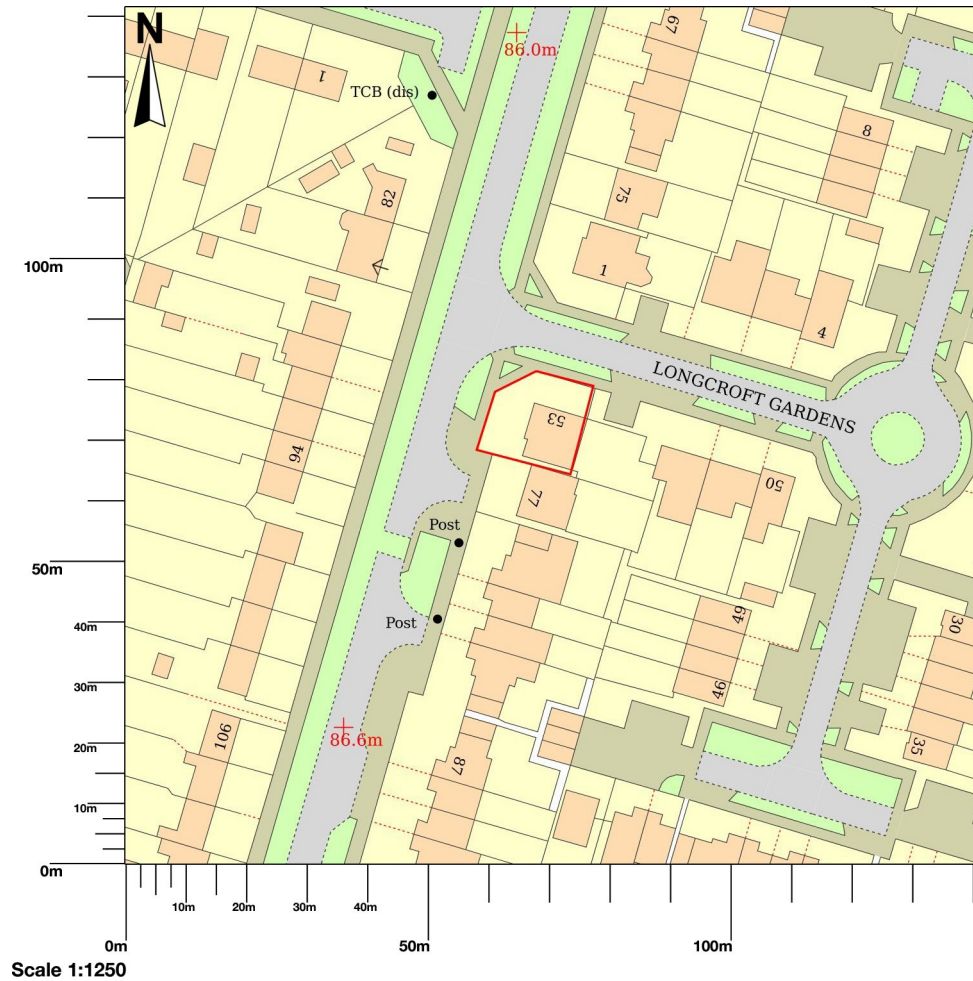 N
86.0m
67
1
TCB (dis)
8
82
75
1
100m
4
LONGCROFT GARDENS
53
94
50
77
Post
50m
49
Post
40m
30
46
30m
86.6m
106
35
20m
87
10m
0m
10m
20m
30m
40m
0m
50m
100m
Scale 1:1250